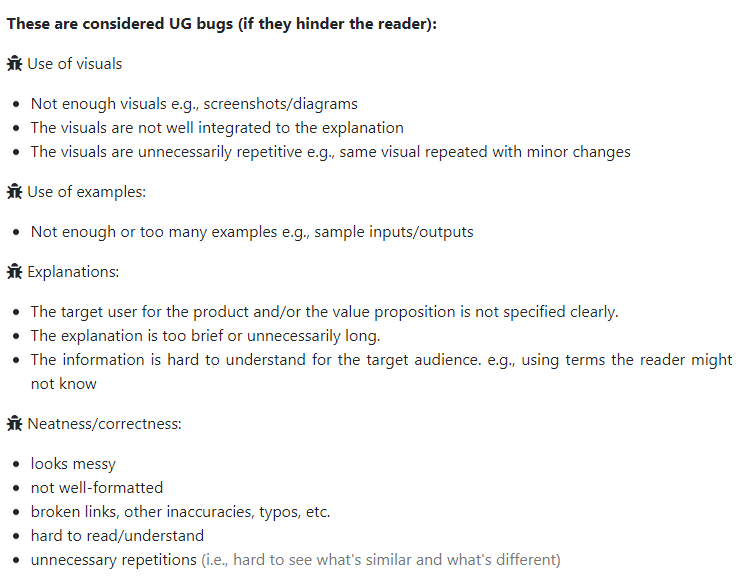 These are considered UG bugs (if they hinder the reader):
Use of visuals
Not enough visuals e.g., screenshots/diagrams
The visuals are not well integrated to the explanation
The visuals are unnecessarily repetitive e.g., same visual repeated with minor changes
Use of examples:
Not enough or too many examples e.g., sample inputs/outputs
Explanations:
The target user for the product and/or the value proposition is not specified clearly.
The explanation is too brief or unnecessarily long.
The information is hard to understand for the target audience. e.g., using terms the reader might
not know
Neatness/correctness:
looks messy
not well-formatted
broken links, other inaccuracies, typos, etc.
hard to read/understand
unnecessary repetitions (i.e., hard to see what's similar and what's different)